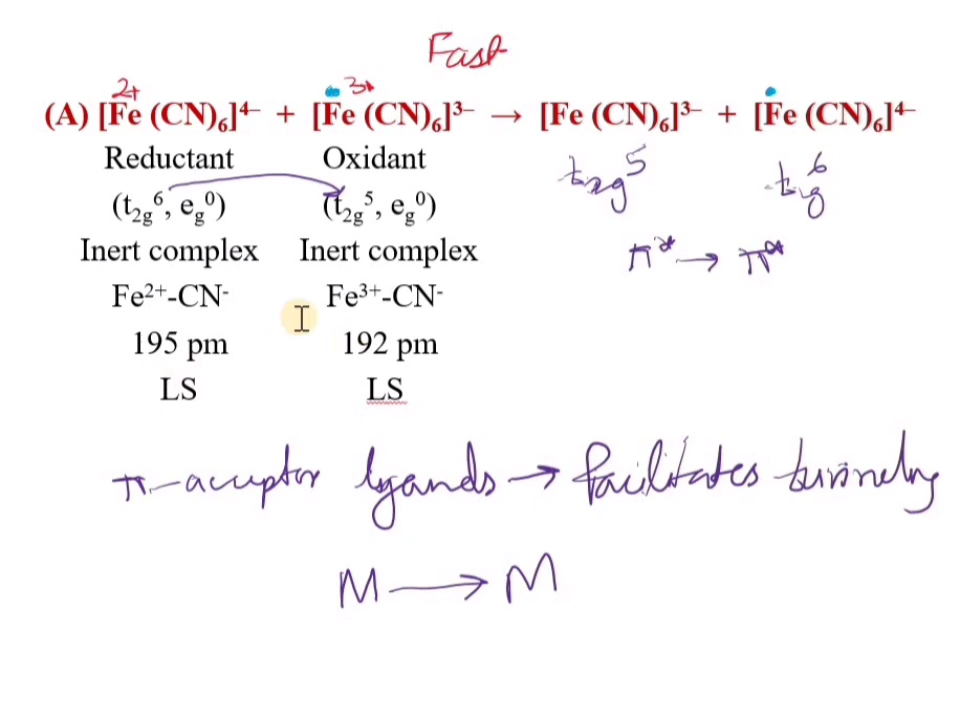 Fast
2+ 3+
(A) [Fe (CN)₆]⁴⁻ + [Fe (CN)₆]³⁻ → [Fe (CN)₆]³⁻ + [Fe (CN)₆]⁴⁻
Reductant Oxidant
(t₂g⁶, eg⁰) (t₂g⁵, eg⁰) t₂g⁵ t₂g⁶
Inert complex Inert complex π* → π*
Fe²⁺-CN⁻ Fe³⁺-CN⁻
195 pm 192 pm
LS LS
π-acceptor ligands → facilitates tunneling
M → M